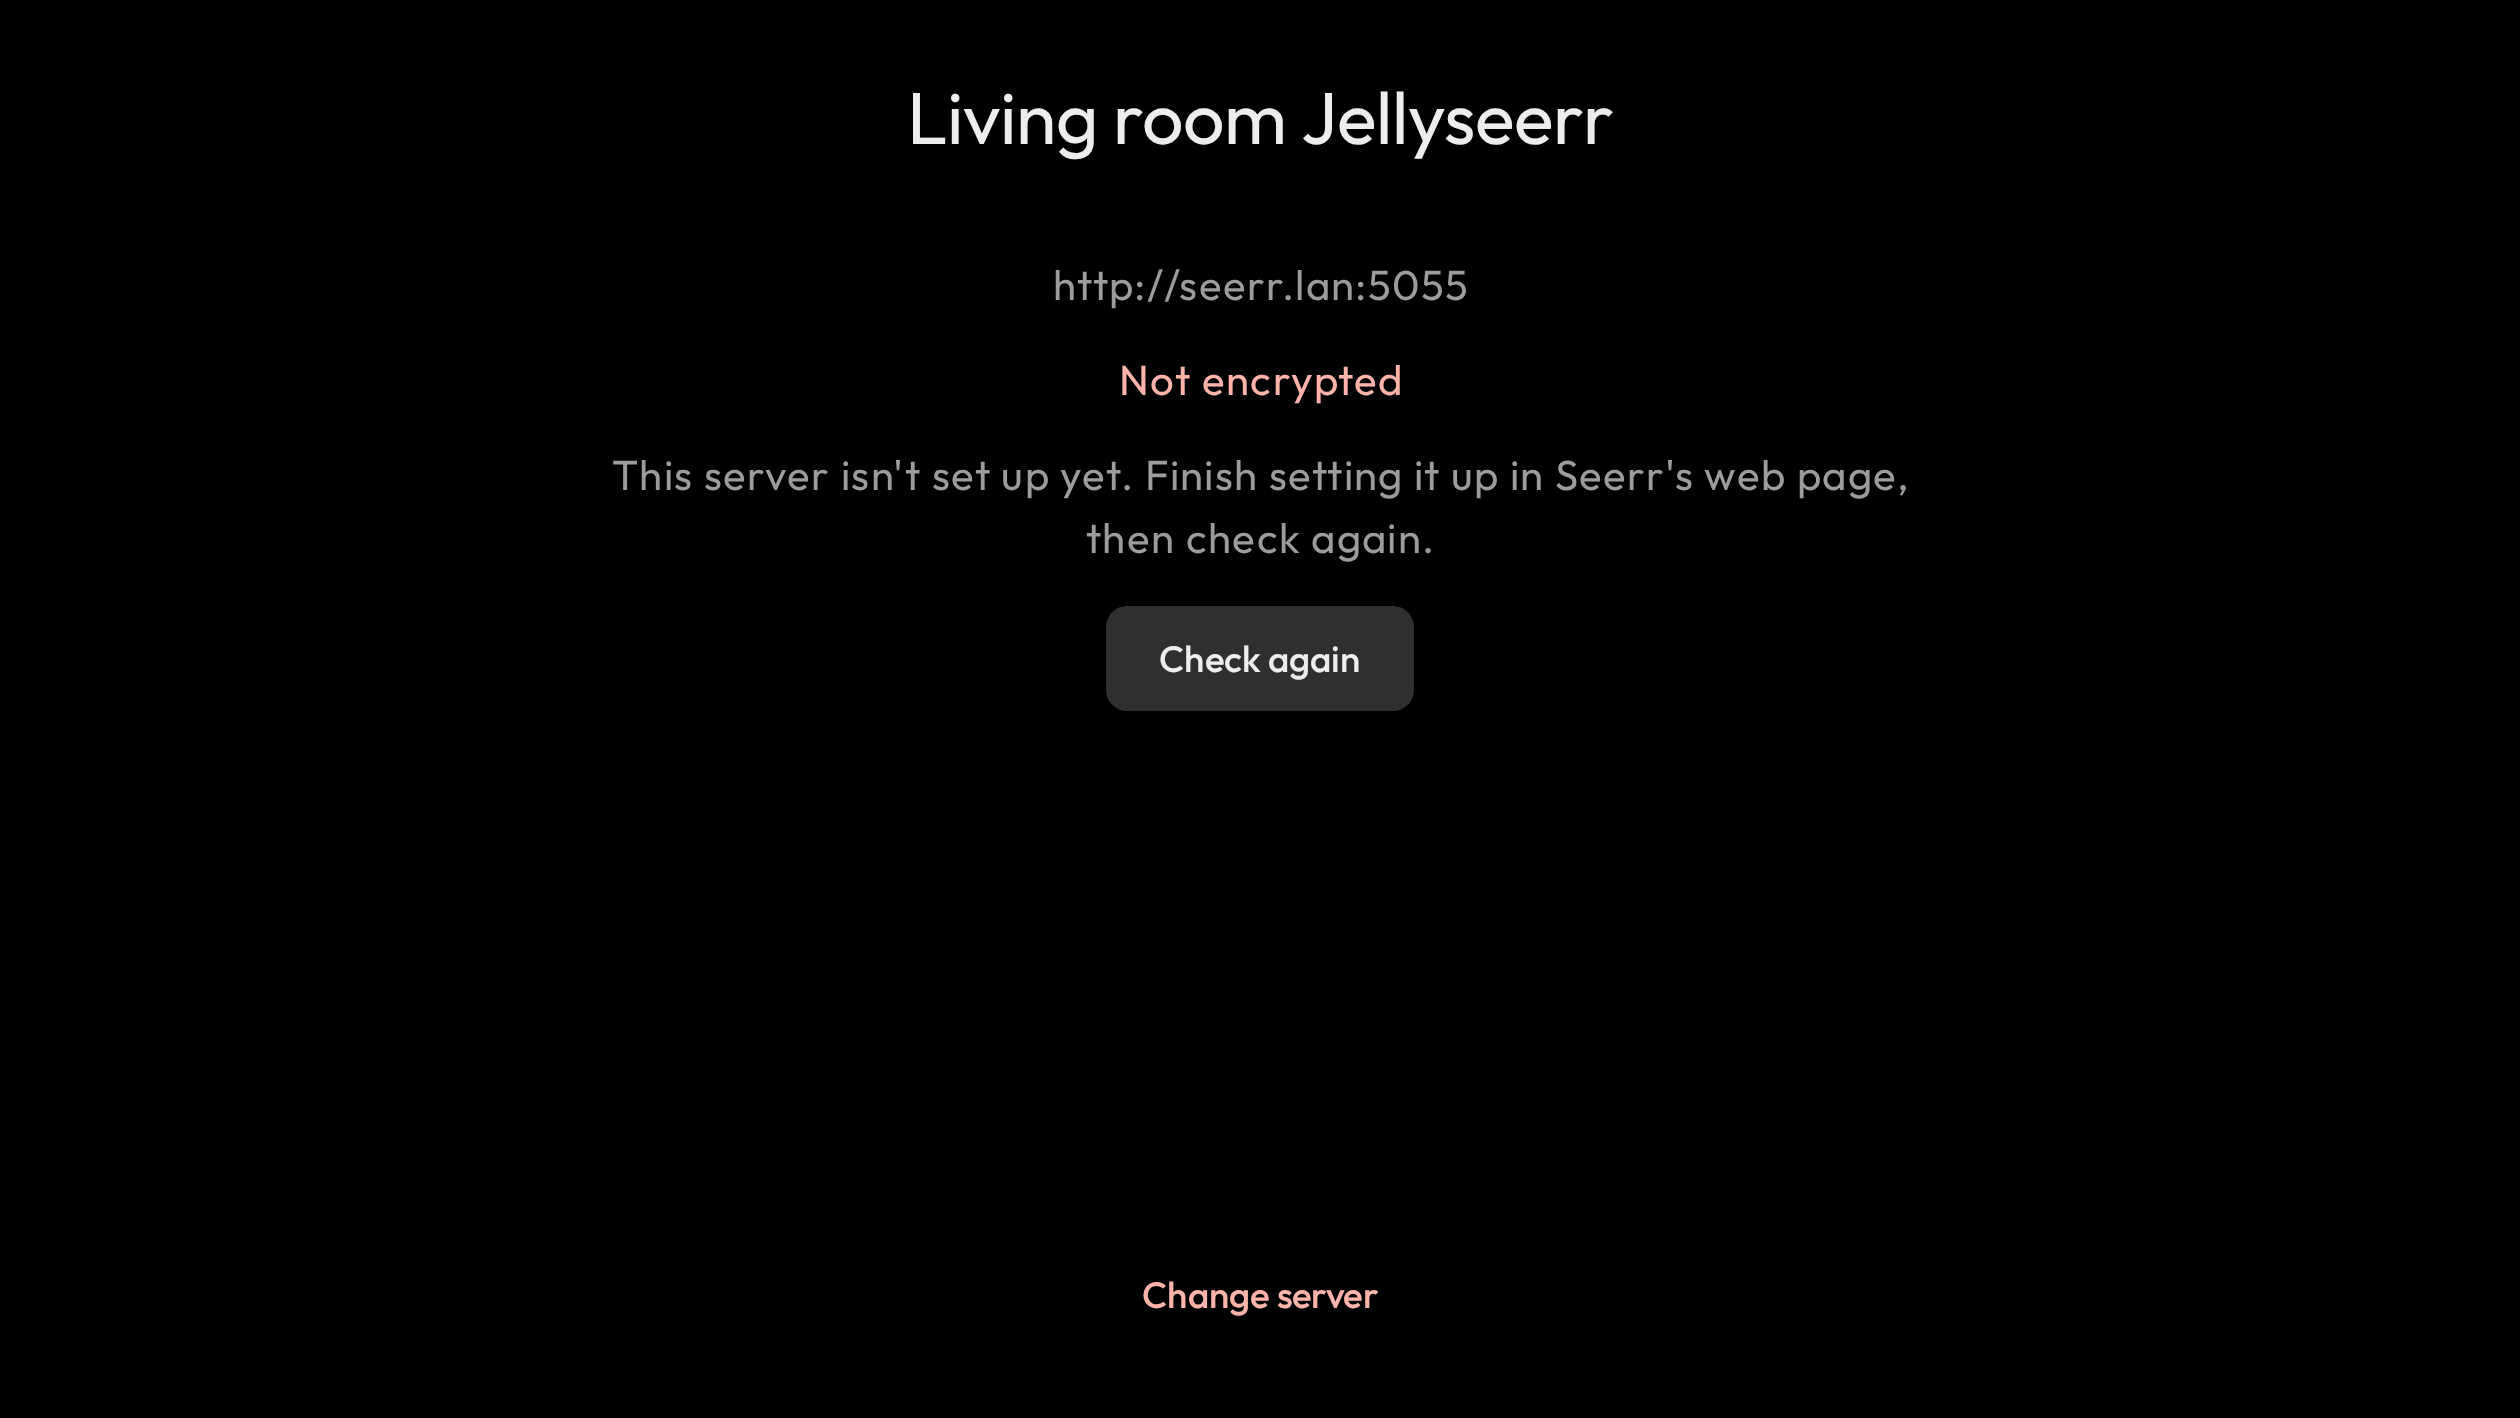 Living room Jellyseerr
http://seerr.lan:5055
Not encrypted
This server isn't set up yet. Finish setting it up in Seerr's web page,
then check again.
Check again
Change server